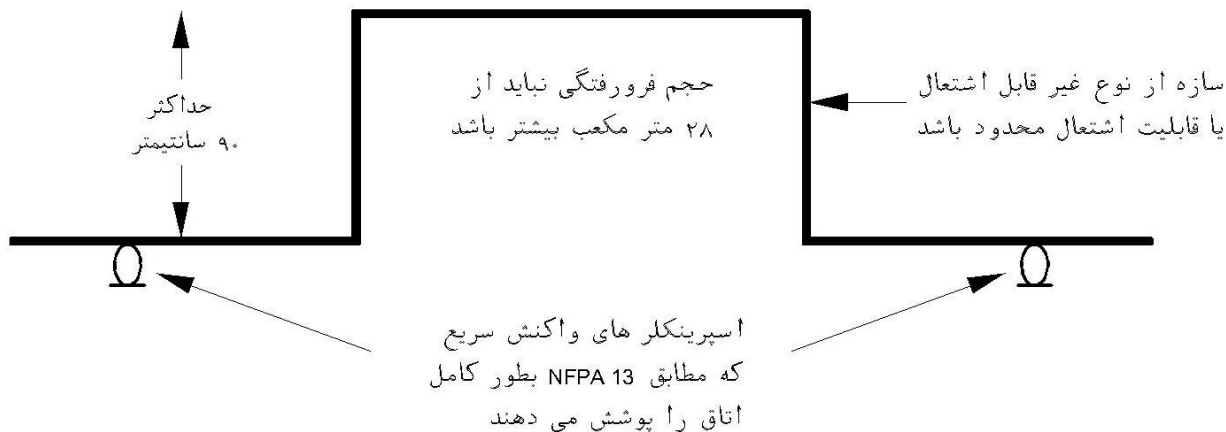 حداکثر
۹۰ سانتیمتر
حجم فرورفتگی نباید از
۲۸ متر مکعب بیشتر باشد
سازه از نوع غیر قابل اشتعال
یا قابلیت اشتعال محدود باشد
اسپرینکلر های واکنش سریع
که مطابق NFPA 13 بطور کامل
اتاق را پوشش می دهند